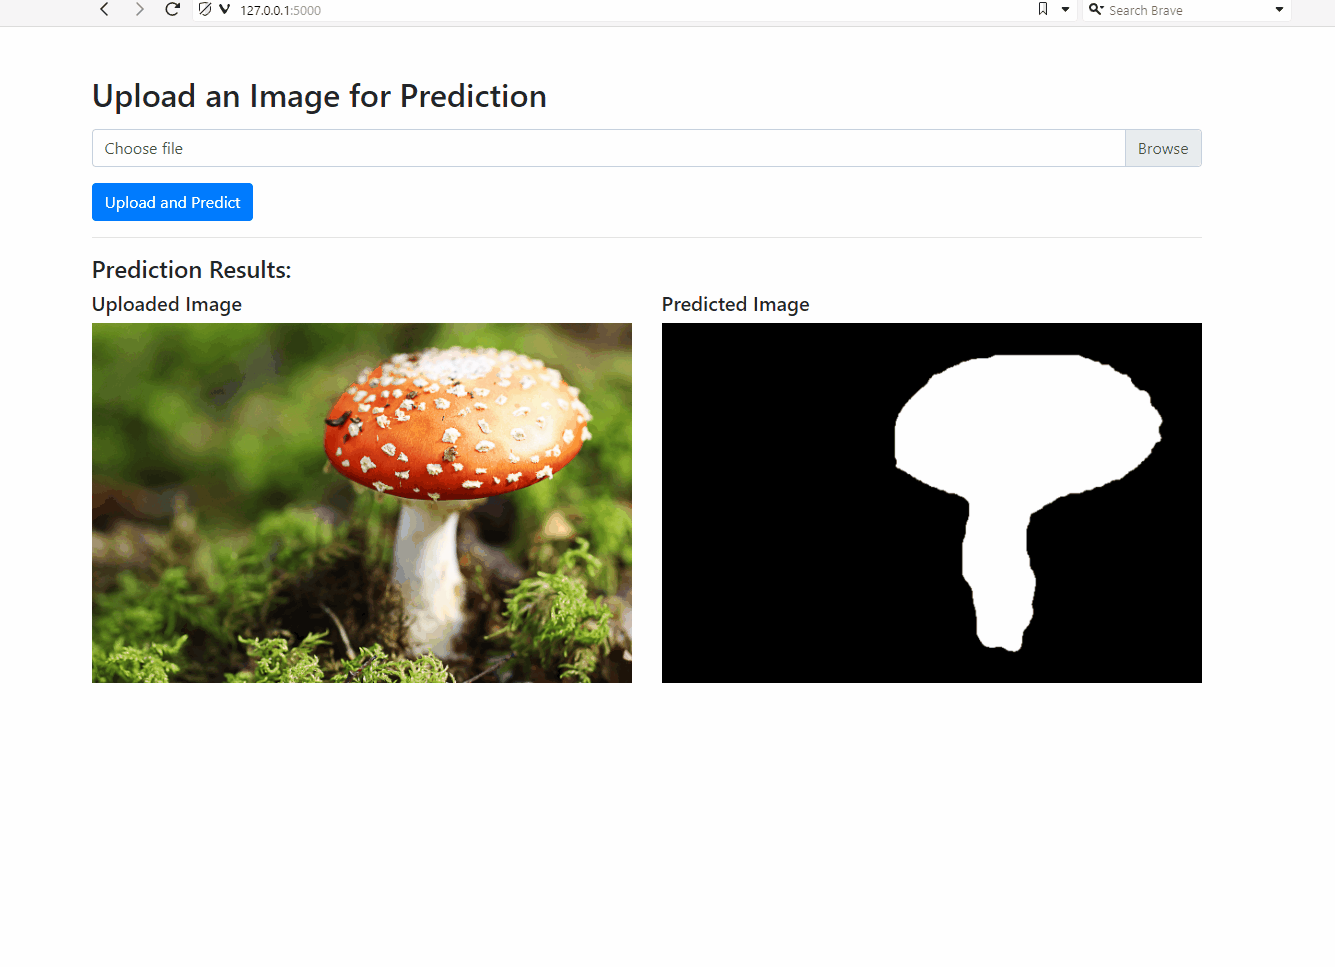 127.0.0.1:5000
Search Brave
Upload an Image for Prediction
Choose file
Browse
Upload and Predict
Prediction Results:
Uploaded Image
Predicted Image